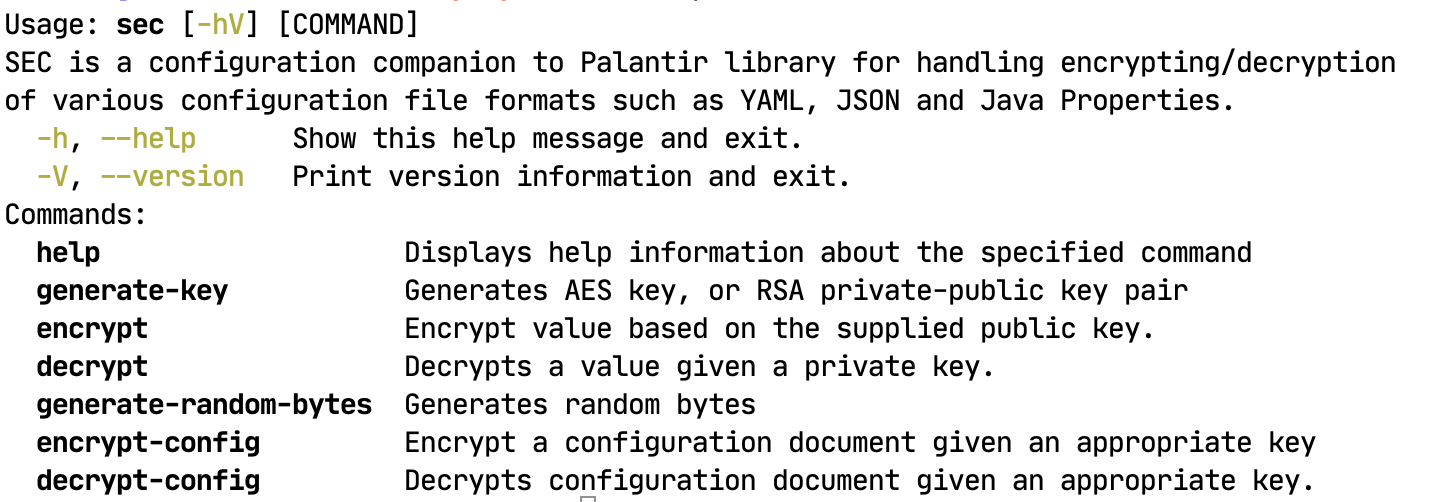 Usage: sec [-hV] [COMMAND]
SEC is a configuration companion to Palantir library for handling encrypting/decryption
of various configuration file formats such as YAML, JSON and Java Properties.
  -h, --help      Show this help message and exit.
  -V, --version   Print version information and exit.
Commands:
  help                   Displays help information about the specified command
  generate-key           Generates AES key, or RSA private-public key pair
  encrypt                Encrypt value based on the supplied public key.
  decrypt                Decrypts a value given a private key.
  generate-random-bytes  Generates random bytes
  encrypt-config         Encrypt a configuration document given an appropriate key
  decrypt-config         Decrypts configuration document given an appropriate key.